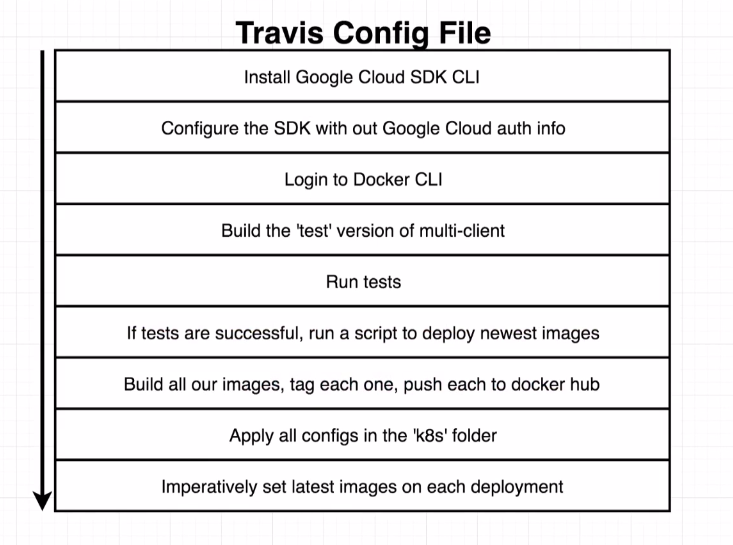 Travis Config File
Install Google Cloud SDK CLI
Configure the SDK with out Google Cloud auth info
Login to Docker CLI
Build the 'test' version of multi-client
Run tests
If tests are successful, run a script to deploy newest images
Build all our images, tag each one, push each to docker hub
Apply all configs in the 'k8s' folder
Imperatively set latest images on each deployment